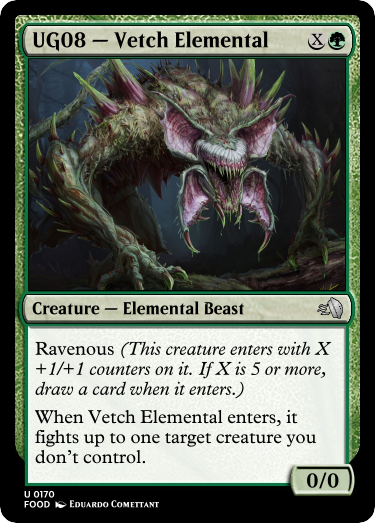 UG08 — Vetch Elemental X
Creature — Elemental Beast
Ravenous (This creature enters with X
+1/+1 counters on it. If X is 5 or more,
draw a card when it enters.)
When Vetch Elemental enters, it
fights up to one target creature you
don't control.
0/0
U 0170
FOOD Eduardo Comettant